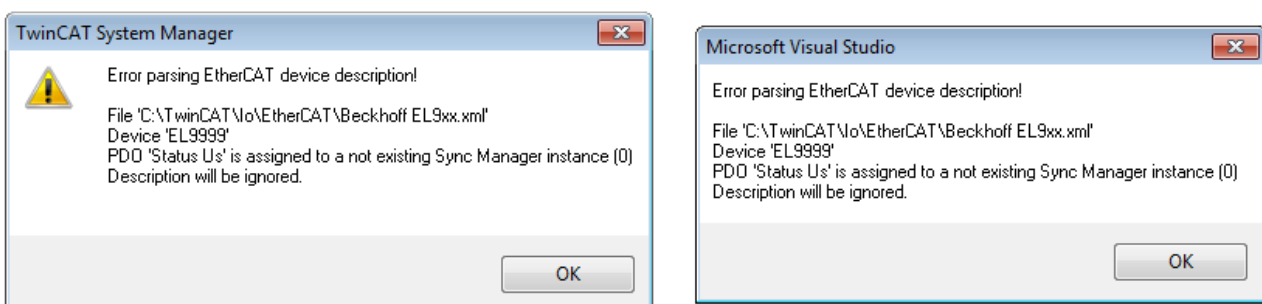 TwinCAT System Manager
Error parsing EtherCAT device description!
File 'C:\TwinCAT\Io\EtherCAT\Beckhoff EL9xx.xml'
Device 'EL9999'
PDO 'Status Us' is assigned to a not existing Sync Manager instance (0)
Description will be ignored.
OK
Microsoft Visual Studio
Error parsing EtherCAT device description!
File 'C:\TwinCAT\Io\EtherCAT\Beckhoff EL9xx.xml'
Device 'EL9999'
PDO 'Status Us' is assigned to a not existing Sync Manager instance (0)
Description will be ignored.
OK